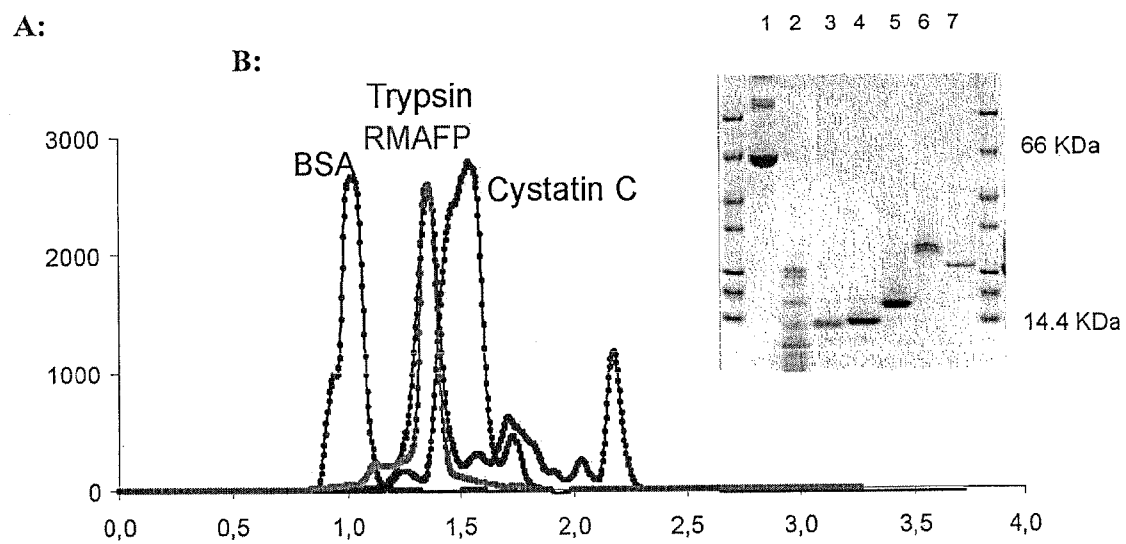 A:
1 2 3 4 5 6 7
B:
Trypsin
RMAFP
BSA
Cystatin C
3000
2000
1000
0
0,0 0,5 1,0 1,5 2,0 2,5 3,0 3,5 4,0
66 KDa
14.4 KDa